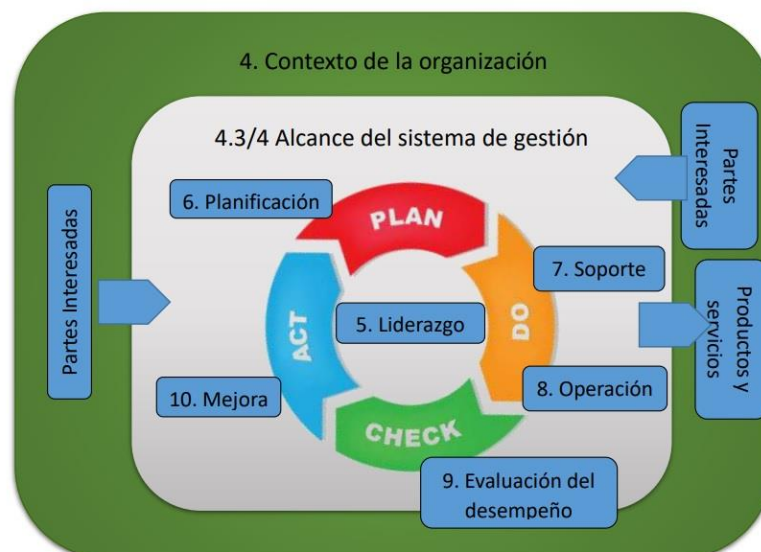 4. Contexto de la organización
4.3/4 Alcance del sistema de gestión
Partes
Interesadas
6. Planificación
PLAN
Partes Interesadas
7. Soporte
DO
5. Liderazgo
ACT
Productos y
servicios
8. Operación
10. Mejora
CHECK
9. Evaluación del
desempeño